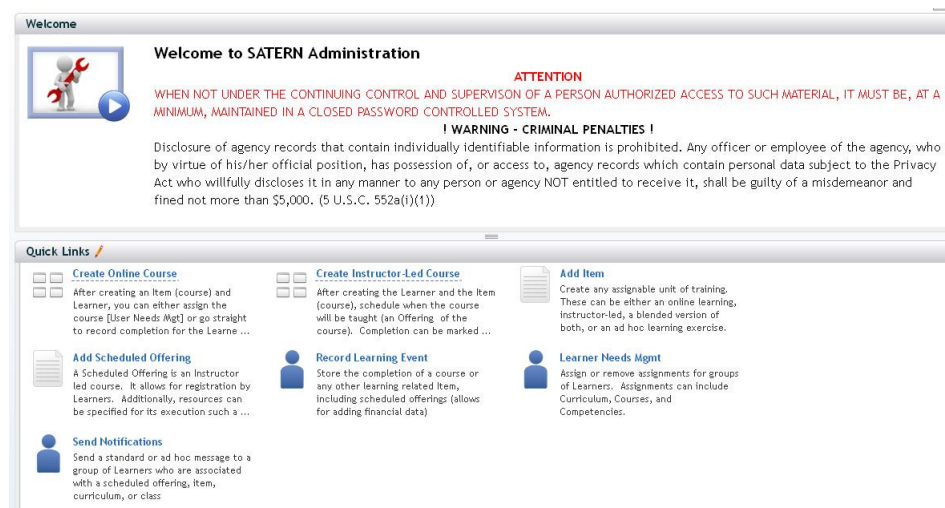 Welcome
Welcome to SATERN Administration
ATTENTION
WHEN NOT UNDER THE CONTINUING CONTROL AND SUPERVISON OF A PERSON AUTHORIZED ACCESS TO SUCH MATERIAL, IT MUST BE, AT A
MINIMUM, MAINTAINED IN A CLOSED PASSWORD CONTROLLED SYSTEM.
! WARNING - CRIMINAL PENALTIES !
Disclosure of agency records that contain individually identifiable information is prohibited. Any officer or employee of the agency, who
by virtue of his/her official position, has possession of, or access to, agency records which contain personal data subject to the Privacy
Act who willfully discloses it in any manner to any person or agency NOT entitled to receive it, shall be guilty of a misdemeanor and
fined not more than $5,000. (5 U.S.C. 552a(i)(1))
Quick Links
Create Online Course
After creating an Item (course) and
Learner, you can either assign the
course [User Needs Mgt] or go straight
to record completion for the Learne ...
Create Instructor-Led Course
After creating the Learner and the Item
(course), schedule when the course
will be taught (an Offering of the
course). Completion can be marked ...
Add Item
Create any assignable unit of training.
These can be either an online learning,
instructor-led, a blended version of
both, or an ad hoc learning exercise.
Add Scheduled Offering
A Scheduled Offering is an Instructor
led course. It allows for registration by
Learners. Additionally, resources can
be specified for its execution such a ...
Record Learning Event
Store the completion of a course or
any other learning related Item,
including scheduled offerings (allows
for adding financial data)
Learner Needs Mgmt
Assign or remove assignments for groups
of Learners. Assignments can include
Curriculum, Courses, and
Competencies.
Send Notifications
Send a standard or ad hoc message to a
group of Learners who are associated
with a scheduled offering, item,
curriculum, or class